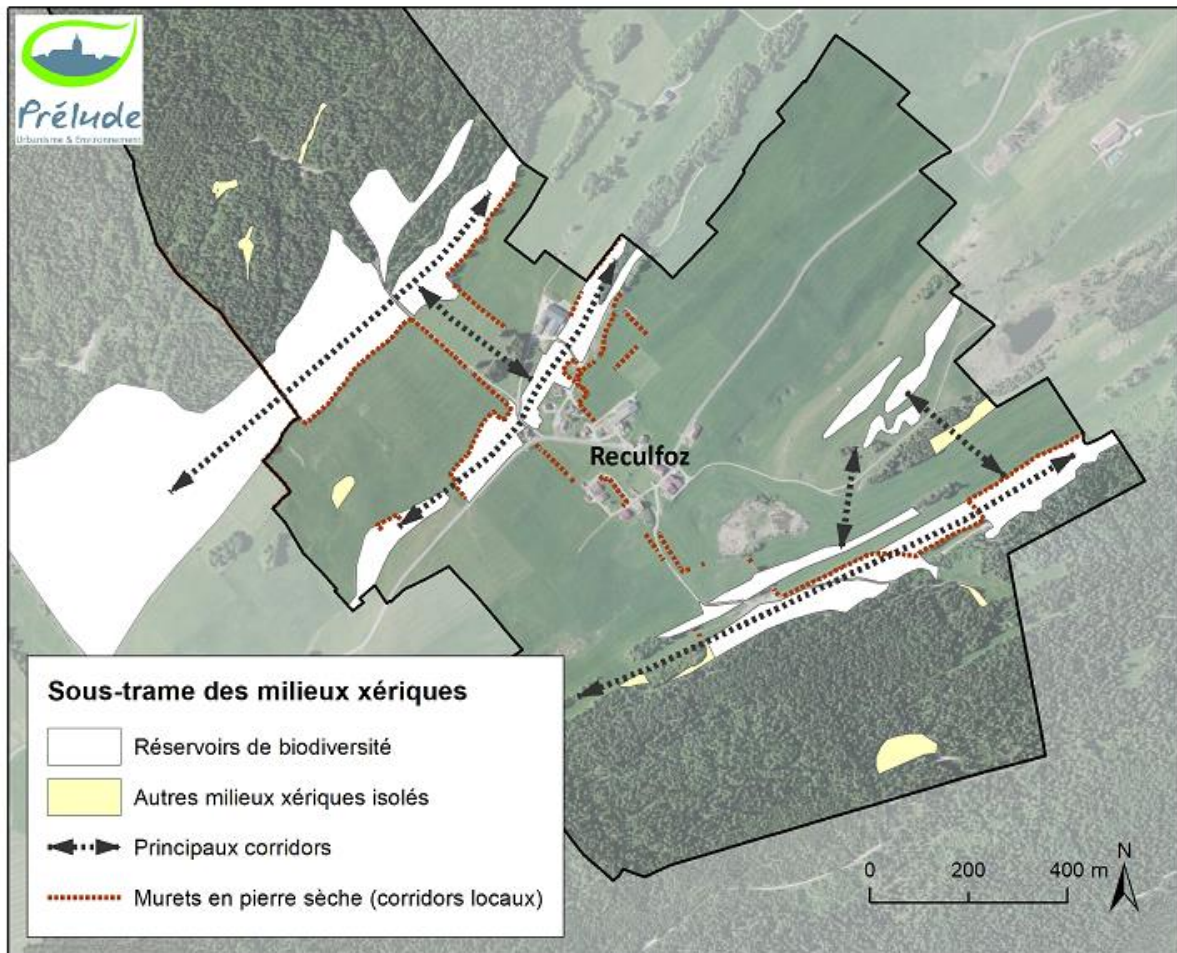 Prélude
Urbanisme & Environnement
Reculfoz
Sous-trame des milieux xériques
Réservoirs de biodiversité
Autres milieux xériques isolés
Principaux corridors
Murets en pierre sèche (corridors locaux)
0 200 400 m
N